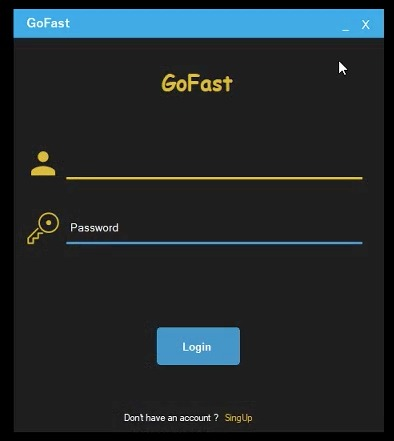 GoFast
_ X
GoFast
Password
Login
Don't have an account ? SingUp